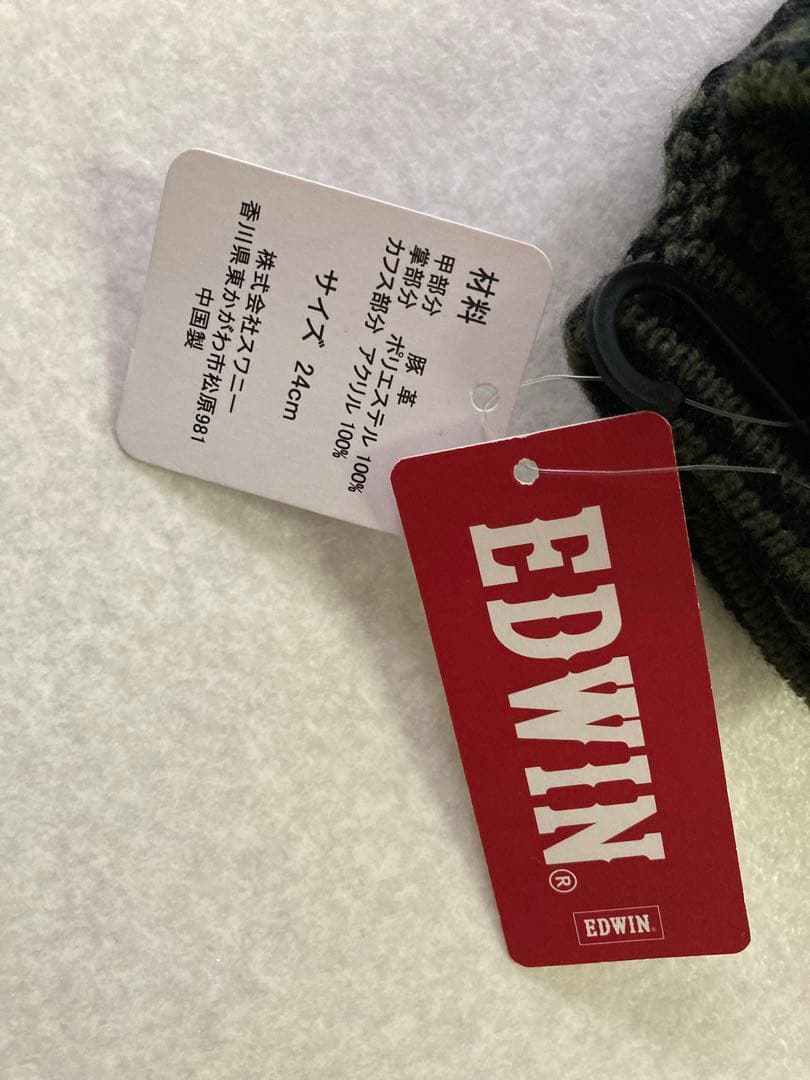 材料
甲部分 豚革
掌部分 ポリエステル 100%
カフス部分 アクリル 100%
サイズ 24cm
株式会社スワニー
香川県東かがわ市松原981
中国製
EDWIN®
EDWIN